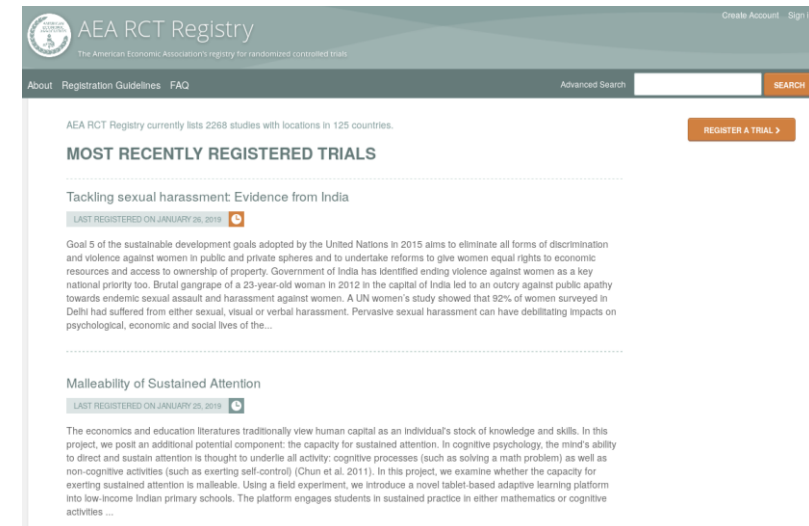 Create Account Sign i
AEA RCT Registry
The American Economic Association's registry for randomized controlled trials
About Registration Guidelines FAQ
Advanced Search
SEARCH
AEA RCT Registry currently lists 2268 studies with locations in 125 countries.
REGISTER A TRIAL >
MOST RECENTLY REGISTERED TRIALS
Tackling sexual harassment: Evidence from India
LAST REGISTERED ON JANUARY 26, 2019
Goal 5 of the sustainable development goals adopted by the United Nations in 2015 aims to eliminate all forms of discrimination
and violence against women in public and private spheres and to undertake reforms to give women equal rights to economic
resources and access to ownership of property. Government of India has identified ending violence against women as a key
national priority too. Brutal gangrape of a 23-year-old woman in 2012 in the capital of India led to an outcry against public apathy
towards endemic sexual assault and harassment against women. A UN women's study showed that 92% of women surveyed in
Delhi had suffered from either sexual, visual or verbal harassment. Pervasive sexual harassment can have debilitating impacts on
psychological, economic and social lives of the...
Malleability of Sustained Attention
LAST REGISTERED ON JANUARY 25, 2019
The economics and education literatures traditionally view human capital as an individual's stock of knowledge and skills. In this
project, we posit an additional potential component: the capacity for sustained attention. In cognitive psychology, the mind's ability
to direct and sustain attention is thought to underlie all activity: cognitive processes (such as solving a math problem) as well as
non-cognitive activities (such as exerting self-control) (Chun et al. 2011). In this project, we examine whether the capacity for
exerting sustained attention is malleable. Using a field experiment, we introduce a novel tablet-based adaptive learning platform
into low-income Indian primary schools. The platform engages students in sustained practice in either mathematics or cognitive
activities ...